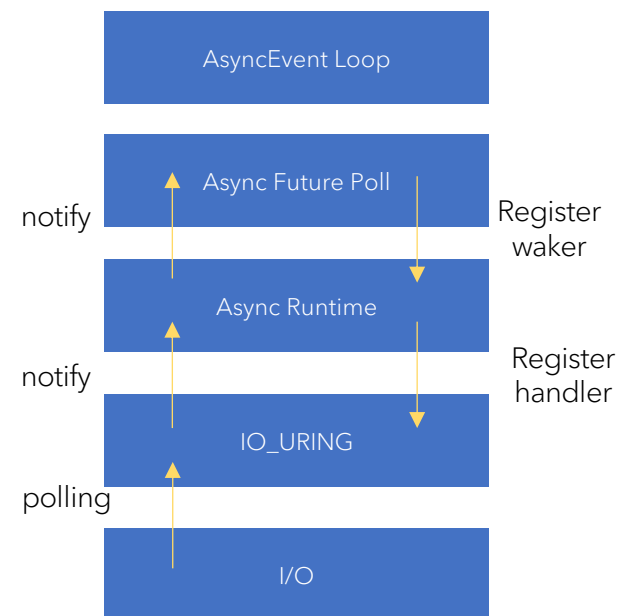 AsyncEvent Loop
Async Future Poll
notify
Register
waker
Async Runtime
notify
Register
handler
IO_URING
polling
I/O